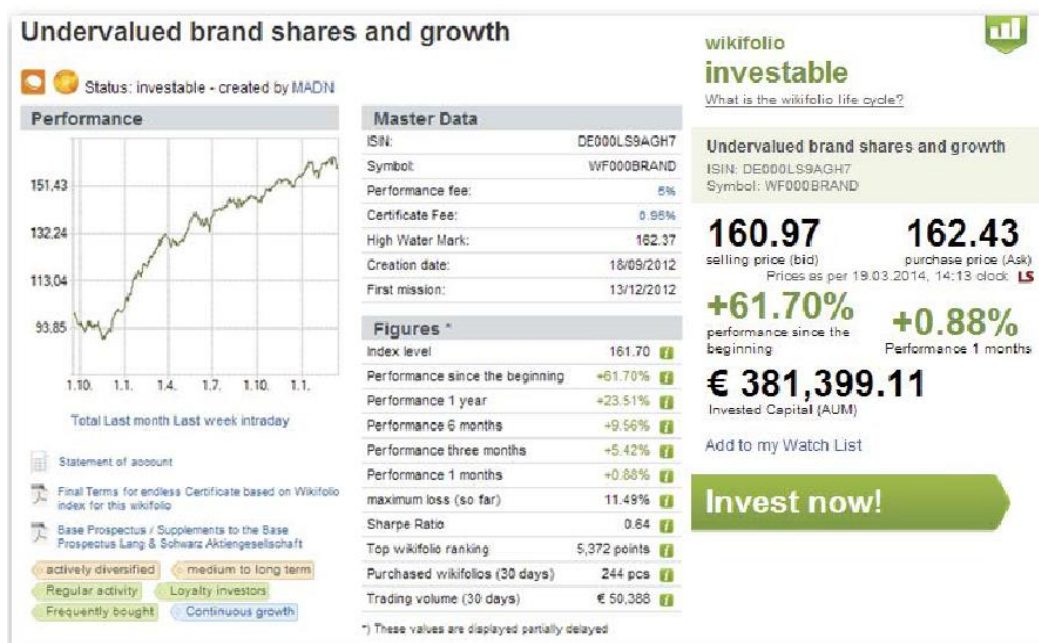 Undervalued brand shares and growth
Status: investable - created by MADN
Performance
151,43
132,24
113,04
93,85
1.10. 1.1. 1.4. 1.7. 1.10. 1.1.
Total Last month Last week intraday
Statement of account
Final Terms for endless Certificate based on Wikifolio
index for this wikifolio
Base Prospectus / Supplements to the Base
Prospectus Lang & Schwarz Aktiengesellschaft
actively diversified medium to long term
Regular activity Loyalty investors
Frequently bought Continuous growth
Master Data
ISIN: DE000LS9AGH7
Symbol: WF000BRAND
Performance fee: 5%
Certificate Fee: 0.95%
High Water Mark: 162.37
Creation date: 18/09/2012
First mission: 13/12/2012
Figures *
Index level 161.70
Performance since the beginning +61.70%
Performance 1 year +23.51%
Performance 6 months +9.56%
Performance three months +5.42%
Performance 1 months +0.88%
maximum loss (so far) 11.49%
Sharpe Ratio 0.64
Top wikifolio ranking 5,372 points
Purchased wikifolios (30 days) 244 pcs
Trading volume (30 days) € 50,388
*) These values are displayed partially delayed
wikifolio
investable
What is the wikifolio life cycle?
Undervalued brand shares and growth
ISIN: DE000LS9AGH7
Symbol: WF000BRAND
160.97 162.43
selling price (bid) purchase price (Ask)
Prices as per 19.03.2014, 14:13 clock LS
+61.70% +0.88%
performance since the
beginning Performance 1 months
€ 381,399.11
Invested Capital (AUM)
Add to my Watch List
Invest now!